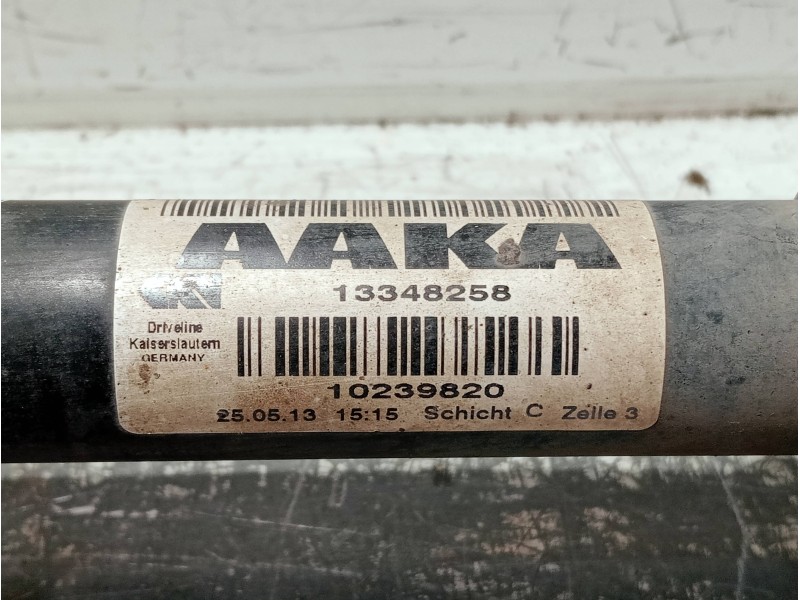 AAKA
13348258
Driveline
Kaiserslautern
GERMANY
10239820
25.05.13 15:15 Schicht C Zelle 3